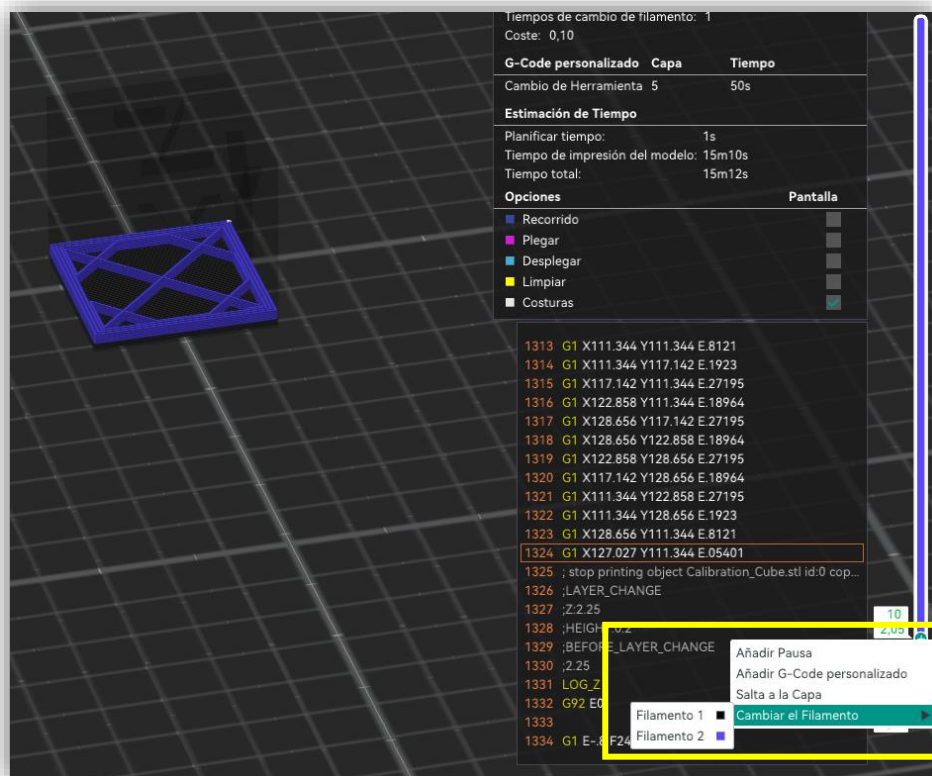 Tiempos de cambio de filamento: 1
Coste: 0,10
G-Code personalizado Capa Tiempo
Cambio de Herramienta 5 50s
Estimación de Tiempo
Planificar tiempo: 1s
Tiempo de impresión del modelo: 15m10s
Tiempo total: 15m12s
Opciones Pantalla
Recorrido
Plegar
Desplegar
Limpiar
Costuras
1313 G1 X111.344 Y111.344 E.8121
1314 G1 X111.344 Y117.142 E.1923
1315 G1 X117.142 Y111.344 E.27195
1316 G1 X122.858 Y111.344 E.18964
1317 G1 X128.656 Y117.142 E.27195
1318 G1 X128.656 Y122.858 E.18964
1319 G1 X122.858 Y128.656 E.27195
1320 G1 X117.142 Y128.656 E.18964
1321 G1 X111.344 Y122.858 E.27195
1322 G1 X111.344 Y128.656 E.1923
1323 G1 X128.656 Y111.344 E.8121
1324 G1 X127.027 Y111.344 E.05401
1325 ; stop printing object Calibration_Cube.stl id:0 cop...
1326 ;LAYER_CHANGE
1327 ;Z:2.25
1328 ;HEIGH :0.2
1329 ;BEFORE_LAYER_CHANGE
1330 ;2.25
1331 LOG_Z
1332 G92 E0
1333
1334 G1 E-.8 F24
10
2,05
Añadir Pausa
Añadir G-Code personalizado
Salta a la Capa
Cambiar el Filamento
Filamento 1
Filamento 2